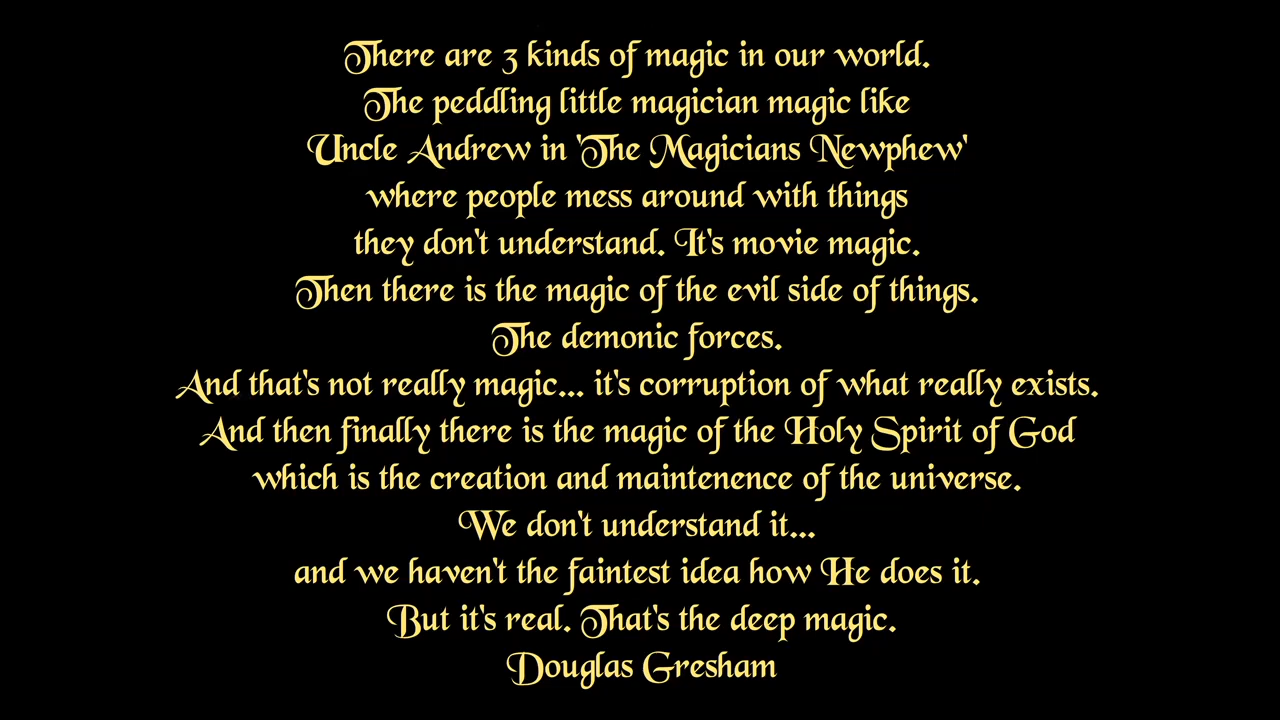 There are 3 kinds of magic in our world.
The peddling little magician magic like
Uncle Andrew in 'The Magicians Newphew'
where people mess around with things
they don't understand. It's movie magic.
Then there is the magic of the evil side of things.
The demonic forces.
And that's not really magic... it's corruption of what really exists.
And then finally there is the magic of the Holy Spirit of God
which is the creation and maintenence of the universe.
We don't understand it...
and we haven't the faintest idea how He does it.
But it's real. That's the deep magic.
Douglas Gresham